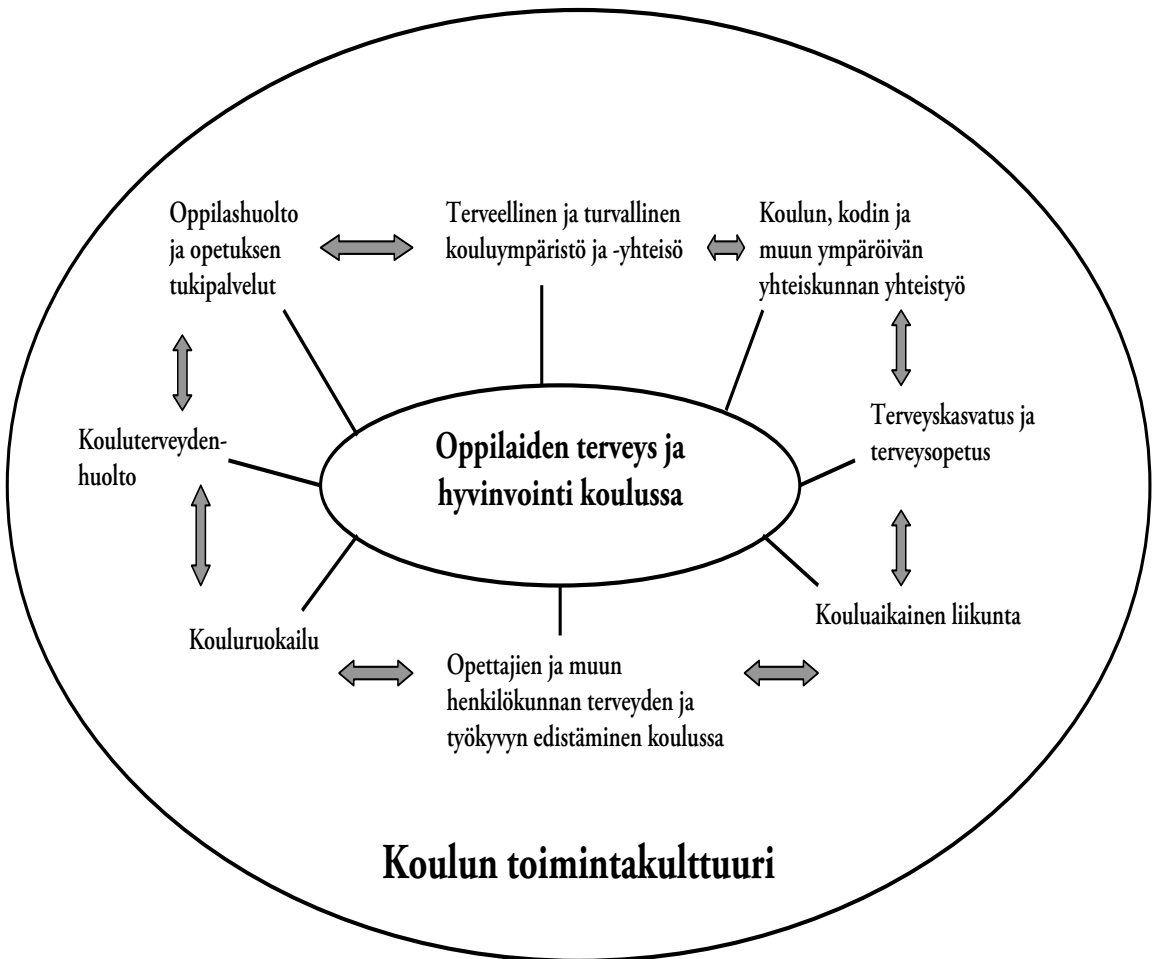 Oppilashuolto
ja opetuksen
tukipalvelut
Terveellinen ja turvallinen
kouluympäristö ja -yhteisö
Koulun, kodin ja
muun ympäröivän
yhteiskunnan yhteistyö
Kouluterveyden-
huolto
Oppilaiden terveys ja
hyvinvointi koulussa
Terveyskasvatus ja
terveysopetus
Kouluruokailu
Opettajien ja muun
henkilökunnan terveyden ja
työkyvyn edistäminen koulussa
Kouluaikainen liikunta
Koulun toimintakulttuuri